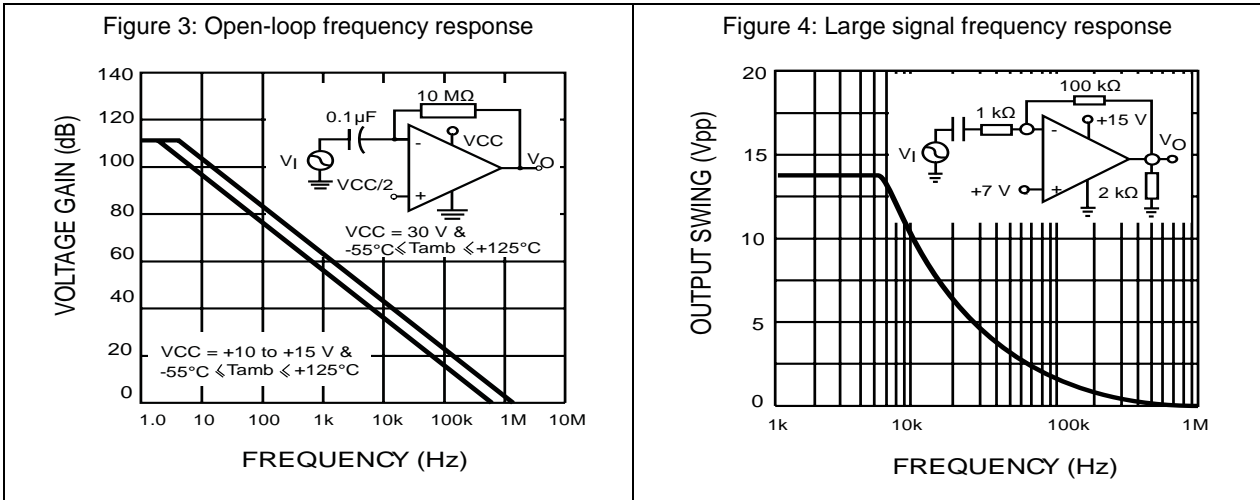 Figure 3: Open-loop frequency response
VOLTAGE GAIN (dB)
140
120
100
80
60
40
20
0
0.1µF
10 MΩ
VI
-
VCC
VO
VCC/2
+
VCC = 30 V &
-55°C ≤ Tamb ≤ +125°C
VCC = +10 to +15 V &
-55°C ≤ Tamb ≤ +125°C
1.0 10 100 1k 10k 100k 1M 10M
FREQUENCY (Hz)
Figure 4: Large signal frequency response
OUTPUT SWING (Vpp)
20
15
10
5
0
100 kΩ
1 kΩ
-
+15 V
VI
VO
+7 V
+
2 kΩ
1k 10k 100k 1M
FREQUENCY (Hz)